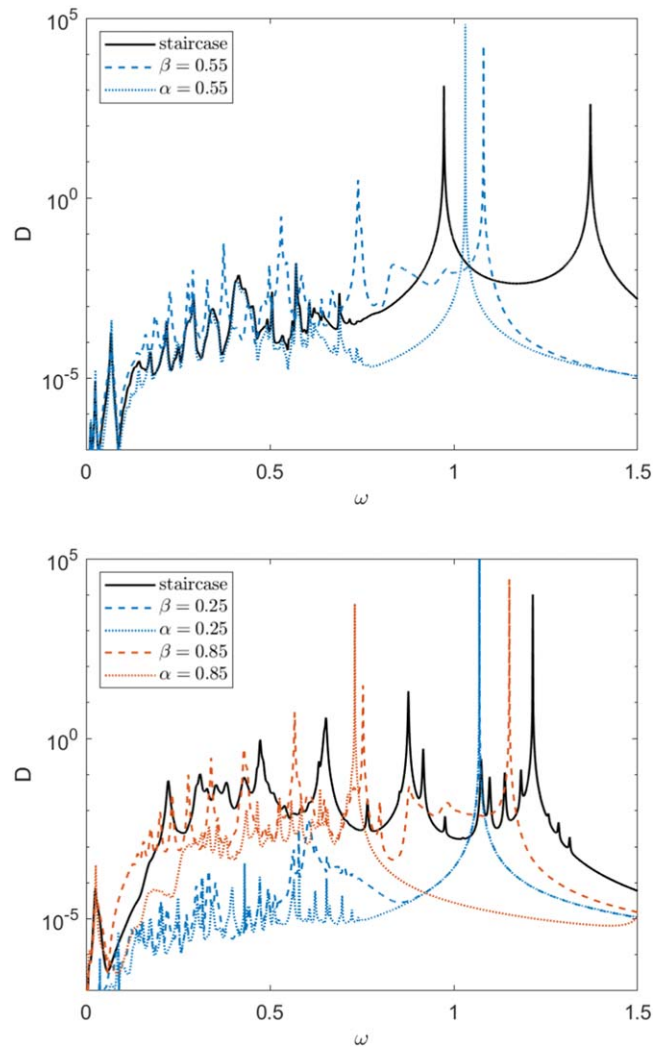 10^5
staircase
β = 0.55
α = 0.55
10^0
D
10^-5
0 0.5 1 1.5
ω
10^5
staircase
β = 0.25
α = 0.25
β = 0.85
α = 0.85
10^0
D
10^-5
0 0.5 1 1.5
ω